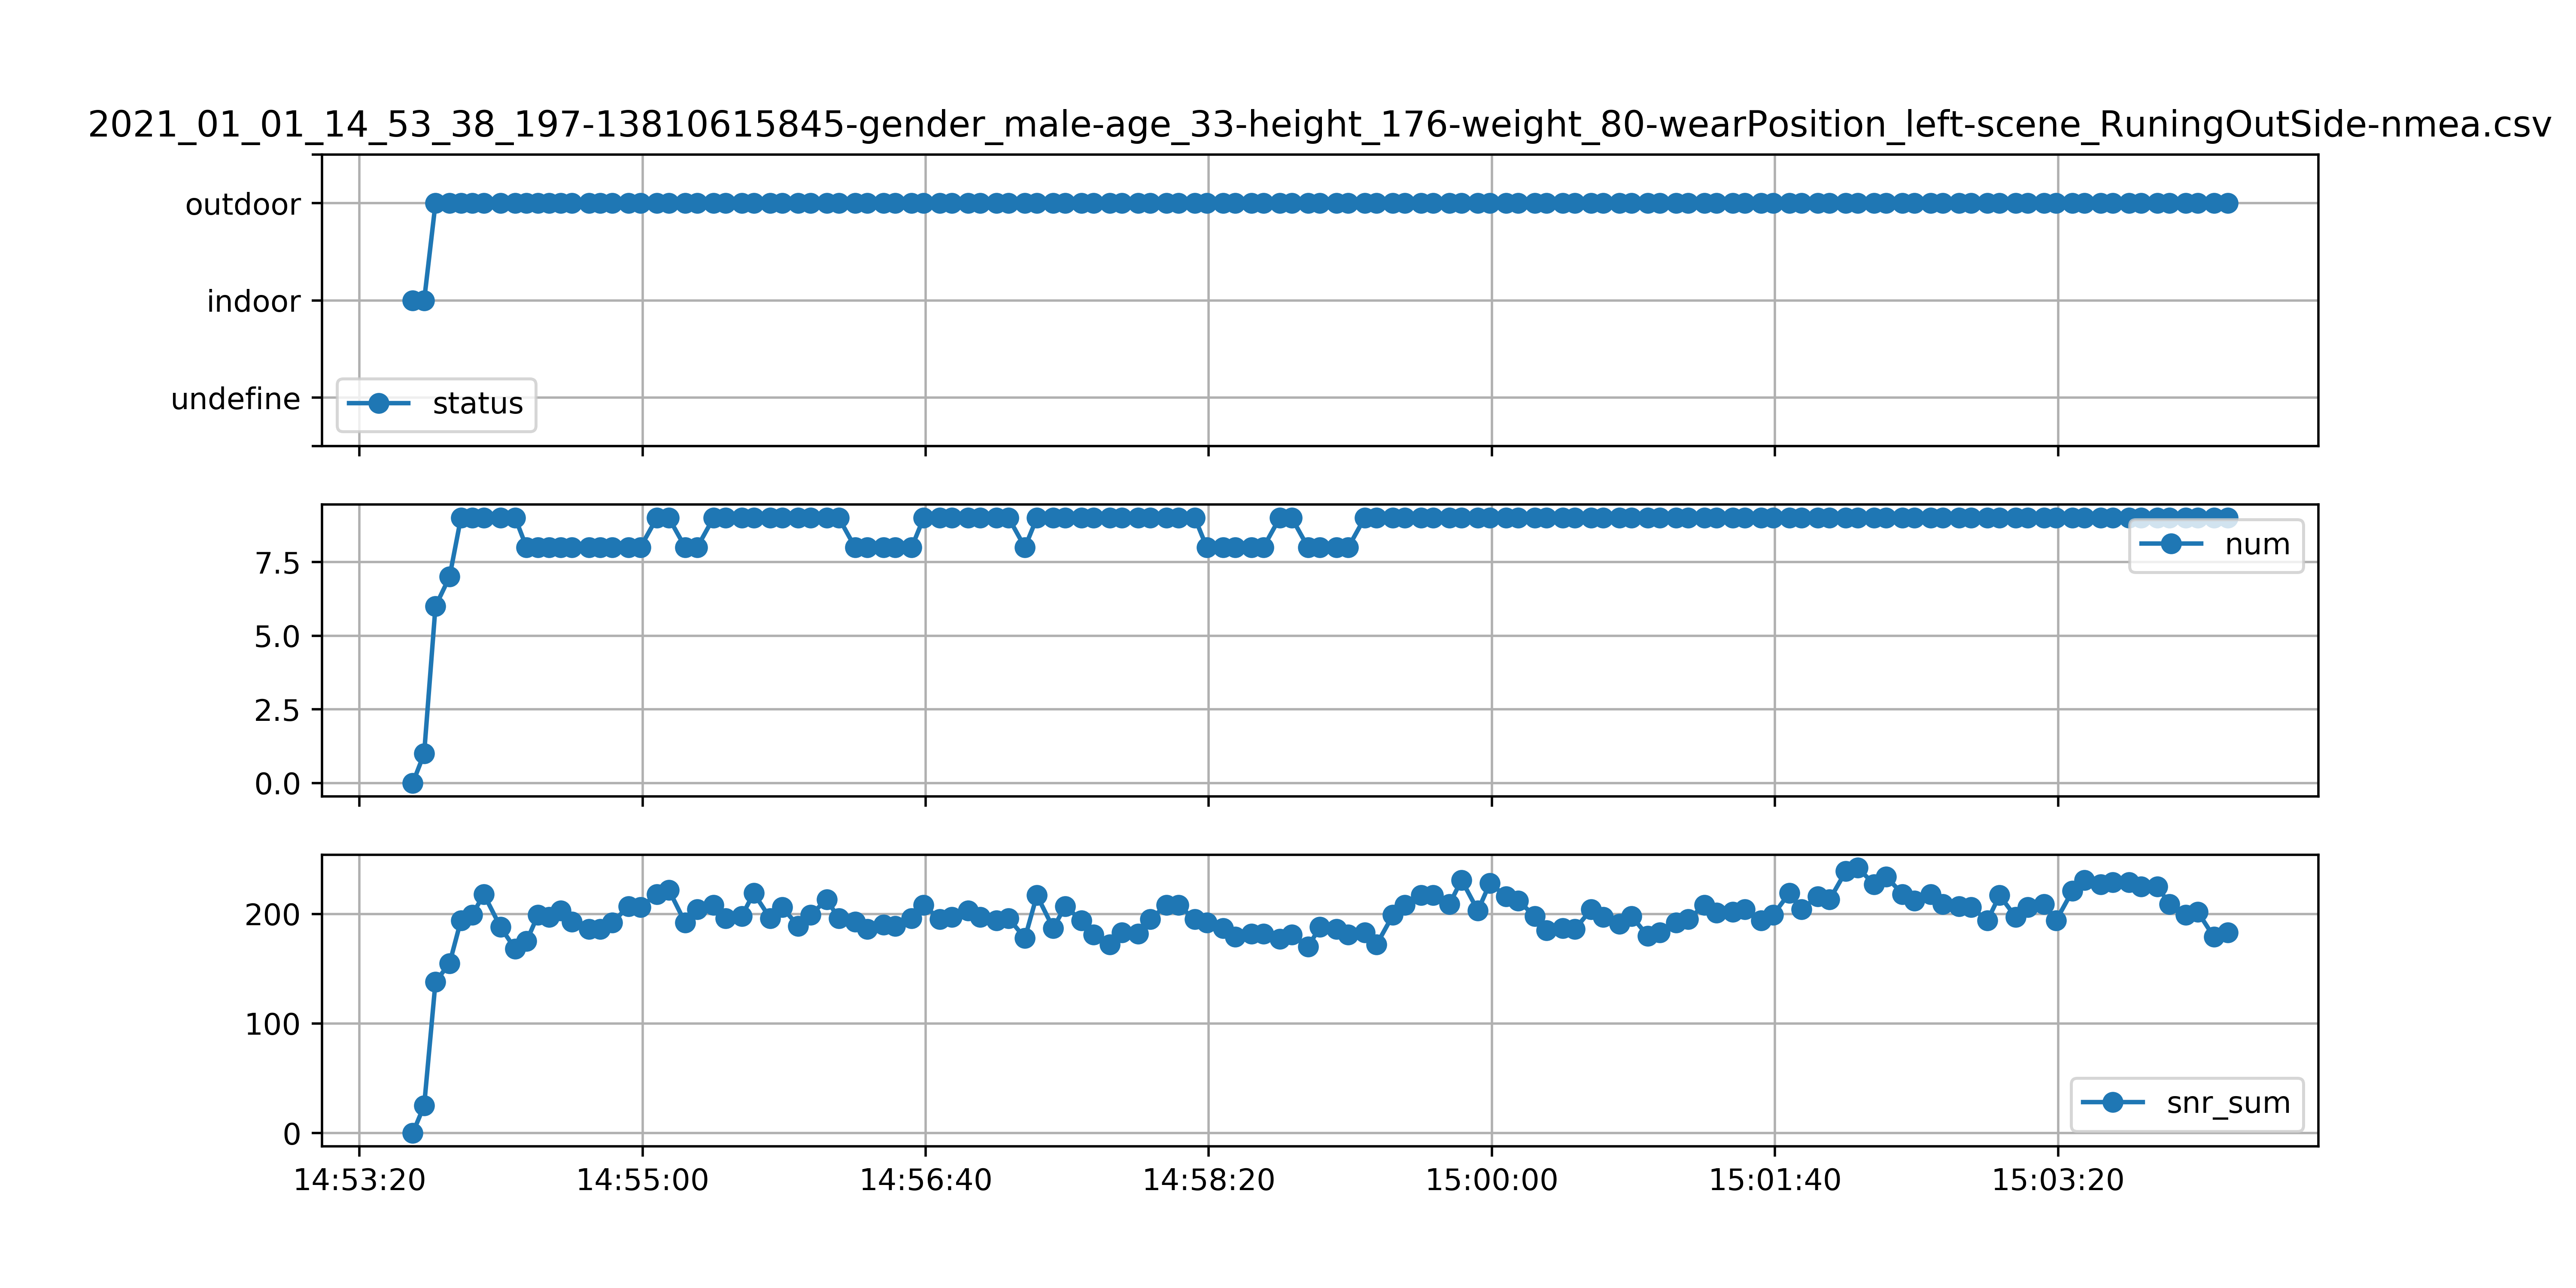 2021_01_01_14_53_38_197-13810615845-gender_male-age_33-height_176-weight_80-wearPosition_left-scene_RuningOutSide-nmea.csv
outdoor
indoor
undefine
status
7.5
5.0
2.5
0.0
num
200
100
0
snr_sum
14:53:20 14:55:00 14:56:40 14:58:20 15:00:00 15:01:40 15:03:20